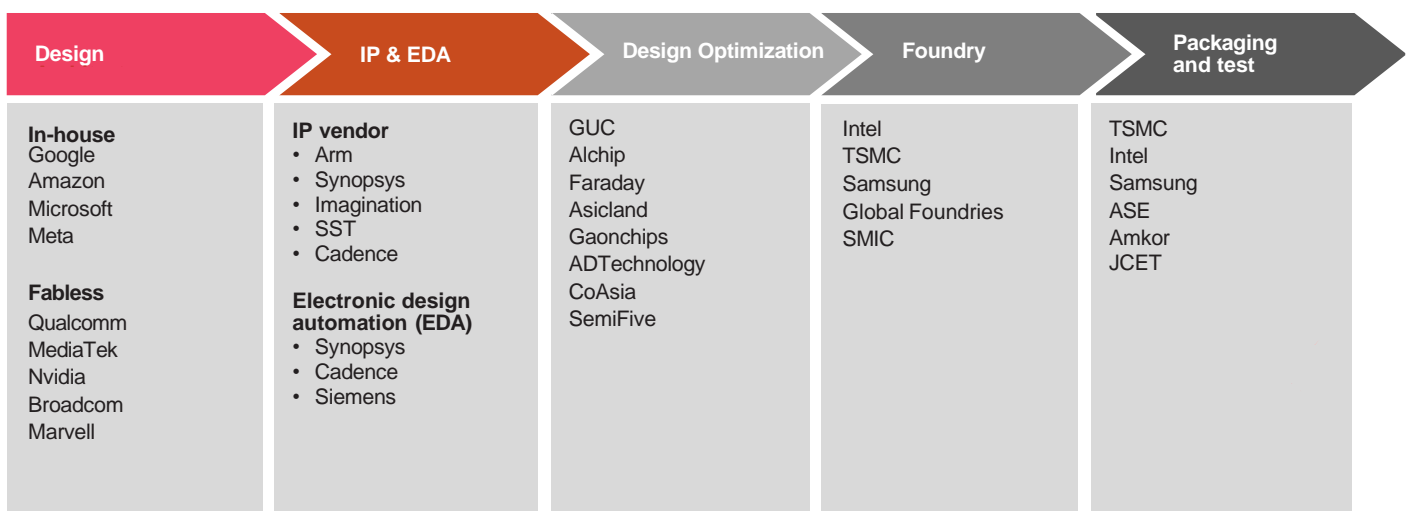 Design
IP & EDA
Design Optimization
Foundry
Packaging
and test
In-house
Google
Amazon
Microsoft
Meta
Fabless
Qualcomm
MediaTek
Nvidia
Broadcom
Marvell
IP vendor
• Arm
• Synopsys
• Imagination
• SST
• Cadence
Electronic design
automation (EDA)
• Synopsys
• Cadence
• Siemens
GUC
Alchip
Faraday
Asicland
Gaonchips
ADTechnology
CoAsia
SemiFive
Intel
TSMC
Samsung
Global Foundries
SMIC
TSMC
Intel
Samsung
ASE
Amkor
JCET